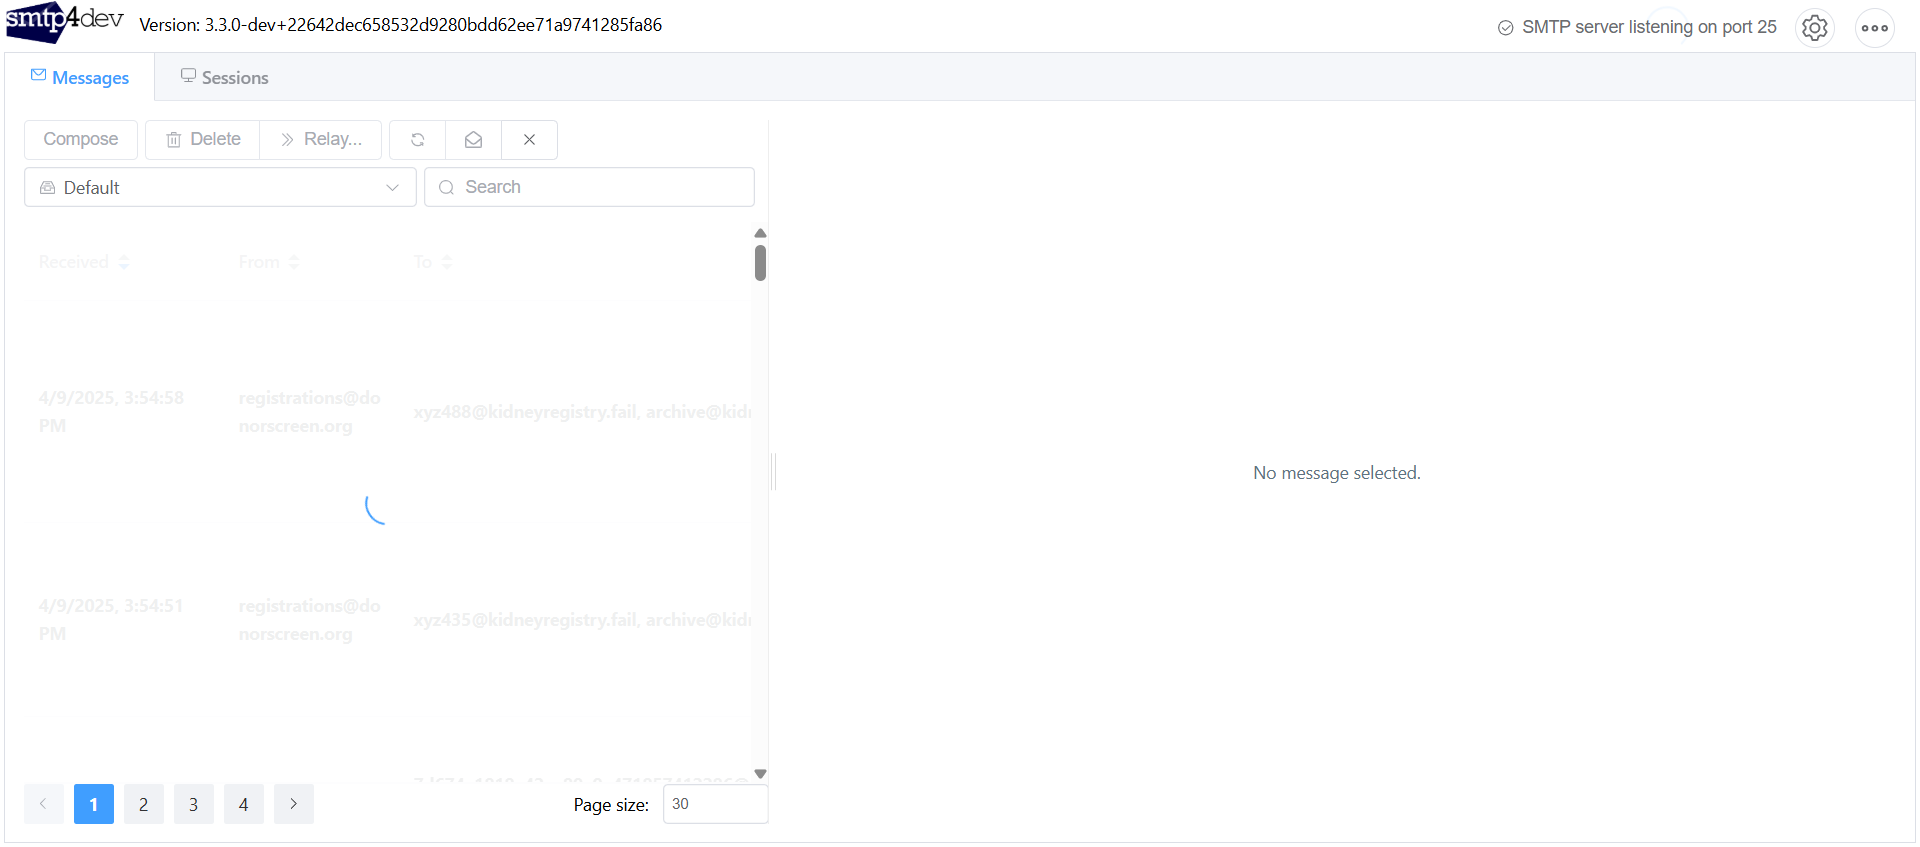 smtp4dev Version: 3.3.0-dev+22642dec658532d9280bdd62ee71a9741285fa86 SMTP server listening on port 25
Messages Sessions
Compose Delete Relay...
Default Search
Received From To
4/9/2025, 3:54:58 PM
registrations@donorscreen.org
xyz488@kidneyregistry.fail, archive@kid
No message selected.
4/9/2025, 3:54:51 PM
registrations@donorscreen.org
xyz435@kidneyregistry.fail, archive@kid
1 2 3 4 Page size: 30